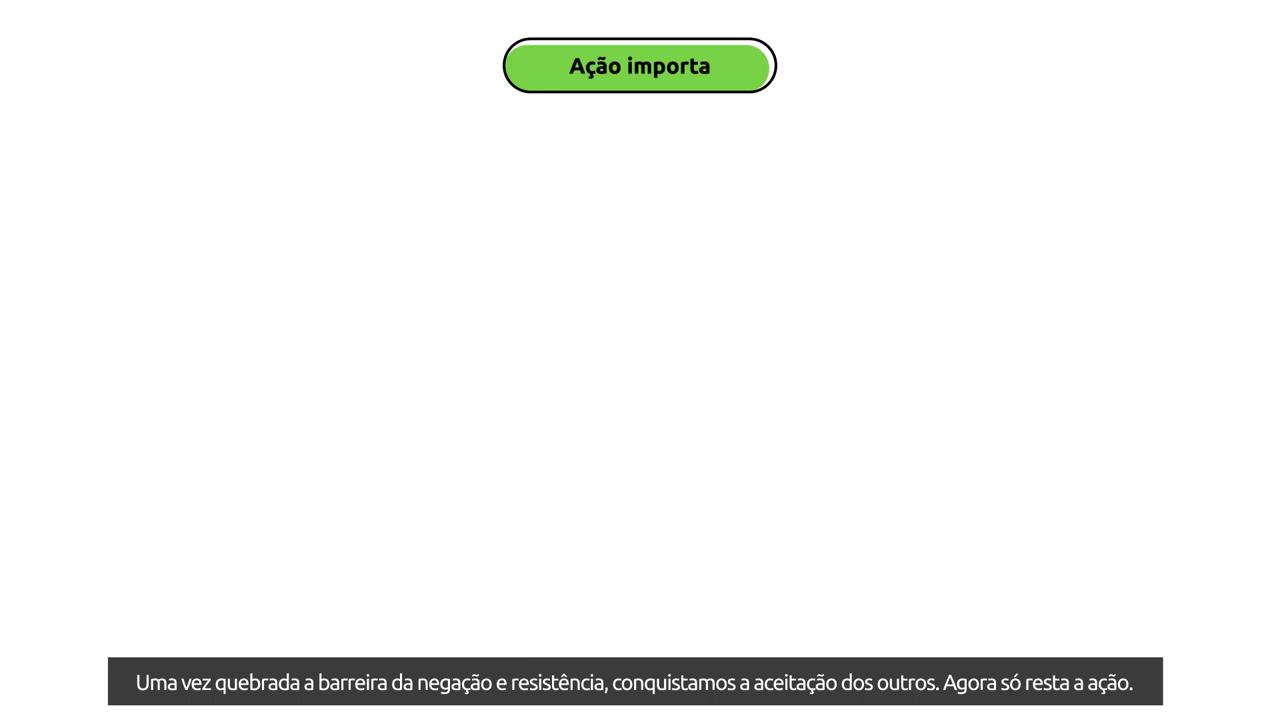 Ação importa
Uma vez quebrada a barreira da negação e resistência, conquistamos a aceitação dos outros. Agora só resta a ação.